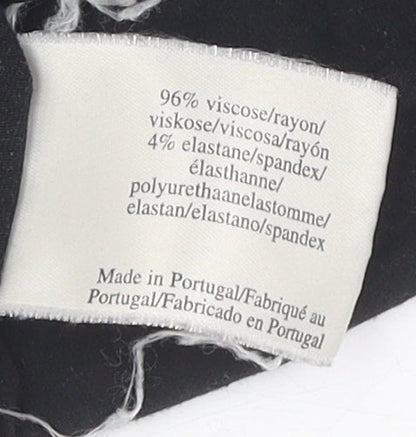 96% viscose/rayon/
viskose/viscosa/rayón
4% elastane/spandex/
élasthanne/
polyurethaanelastomme/
elastan/elastano/spandex
Made in Portugal/Fabriqué au
Portugal/Fabricado en Portugal